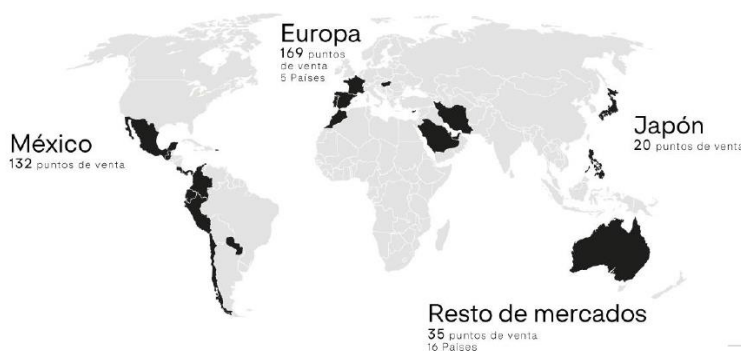 Europa
169 puntos
de venta
5 Países
México
132 puntos de venta
Japón
20 puntos de venta
Resto de mercados
35 puntos de venta
16 Países